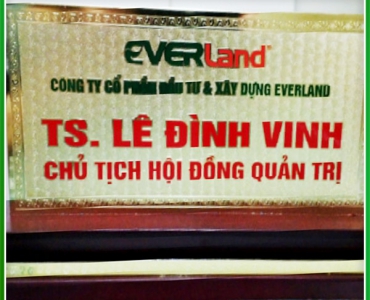 EVERLand
CÔNG TY CỔ PHẦN ĐẦU TƯ & XÂY DỰNG EVERLAND
TS. LÊ ĐÌNH VINH
CHỦ TỊCH HỘI ĐỒNG QUẢN TRỊ